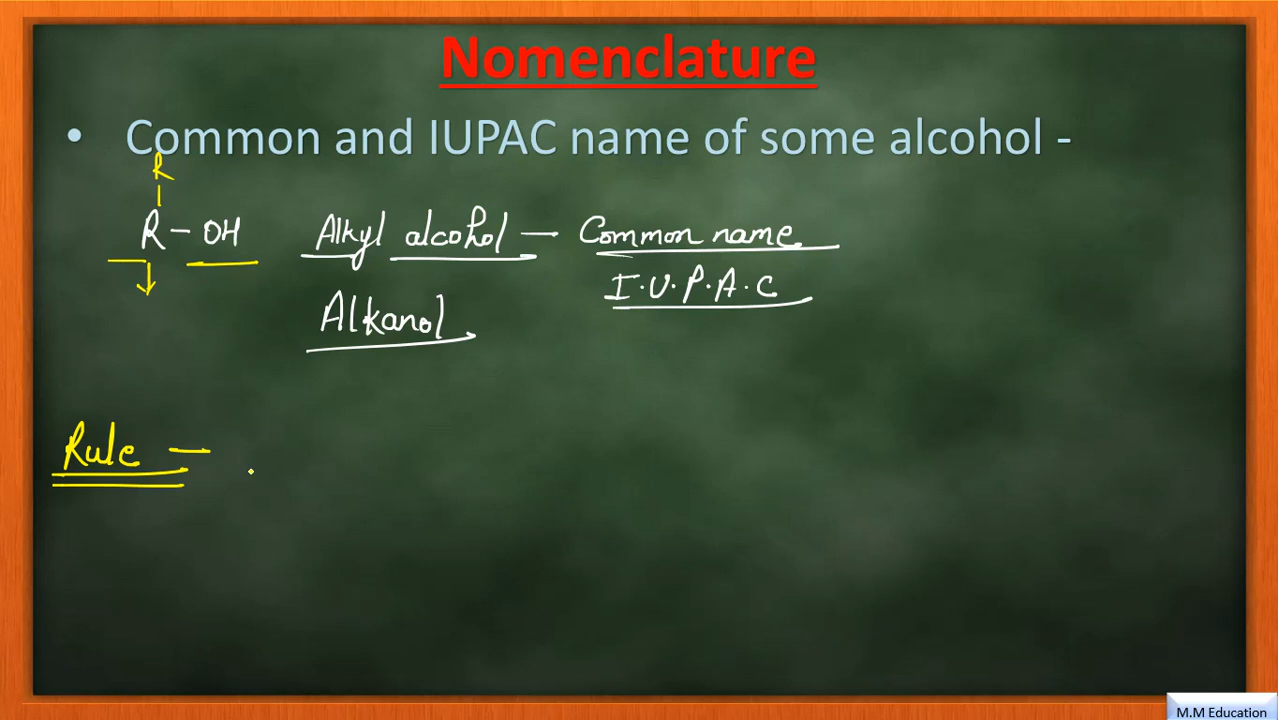 Nomenclature
• Common and IUPAC name of some alcohol -
R
R - OH Alkyl alcohol — Common name
I.U.P.A.C
Alkanol
Rule —
M.M Education